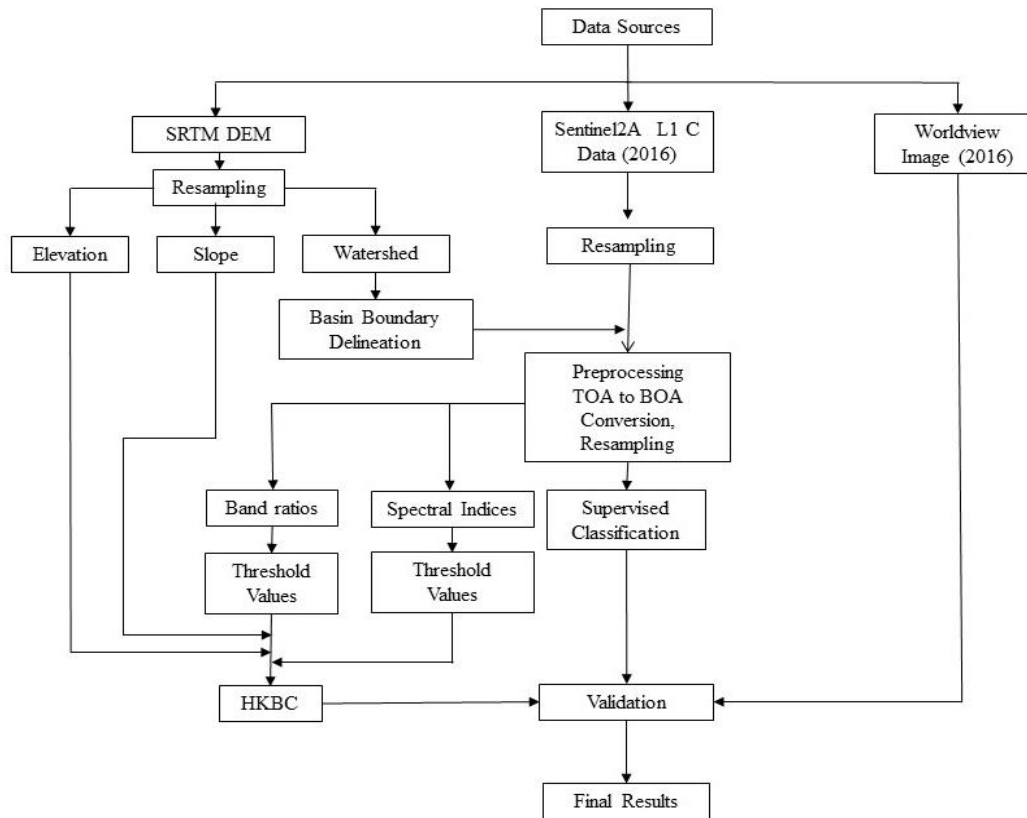 Data Sources
SRTM DEM
Sentinel2A L1 C
Data (2016)
Worldview
Image (2016)
Resampling
Elevation
Slope
Watershed
Resampling
Basin Boundary
Delineation
Preprocessing
TOA to BOA
Conversion,
Resampling
Band ratios
Spectral Indices
Supervised
Classification
Threshold
Values
Threshold
Values
HKBC
Validation
Final Results